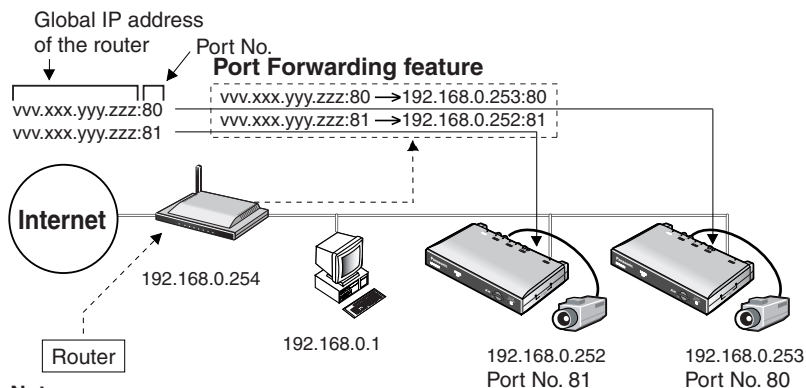 Global IP address
of the router
Port No.
Port Forwarding feature
vvv.xxx.yyy.zzz:80
vvv.xxx.yyy.zzz:81
vvv.xxx.yyy.zzz:80 → 192.168.0.253:80
vvv.xxx.yyy.zzz:81 → 192.168.0.252:81
Internet
192.168.0.254
Router
192.168.0.1
192.168.0.252
Port No. 81
192.168.0.253
Port No. 80